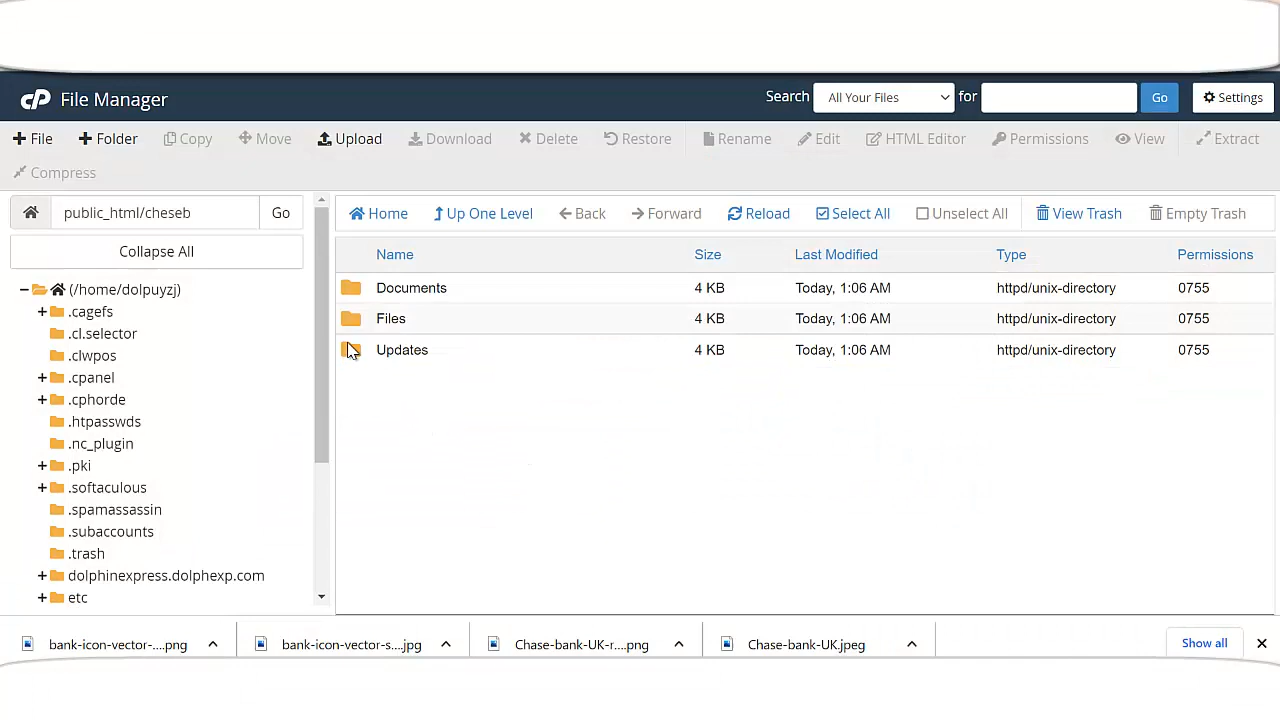 cP File Manager Search All Your Files for Go Settings
File Folder Copy Move Upload Download Delete Restore Rename Edit HTML Editor Permissions View Extract
Compress
public_html/cheseb Go
Collapse All
(/home/dolpuyzj)
.cagefs
.cl.selector
.clwpos
.cpanel
.cphorde
.htpasswds
.nc_plugin
.pki
.softaculous
.spamassassin
.subaccounts
.trash
dolphinexpress.dolphexp.com
etc
Home Up One Level Back Forward Reload Select All Unselect All View Trash Empty Trash
Name Size Last Modified Type Permissions
Documents 4 KB Today, 1:06 AM httpd/unix-directory 0755
Files 4 KB Today, 1:06 AM httpd/unix-directory 0755
Updates 4 KB Today, 1:06 AM httpd/unix-directory 0755
bank-icon-vector-....png bank-icon-vector-s....jpg Chase-bank-UK-r....png Chase-bank-UK.jpeg Show all